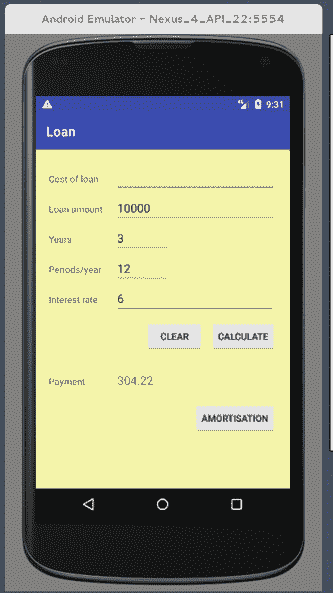 Android Emulator - Nexus_4_API_22:5554
9:31
Loan
Cost of loan
Loan amount 10000
Years 3
Periods/year 12
Interest rate 6
CLEAR CALCULATE
Payment 304.22
AMORTISATION